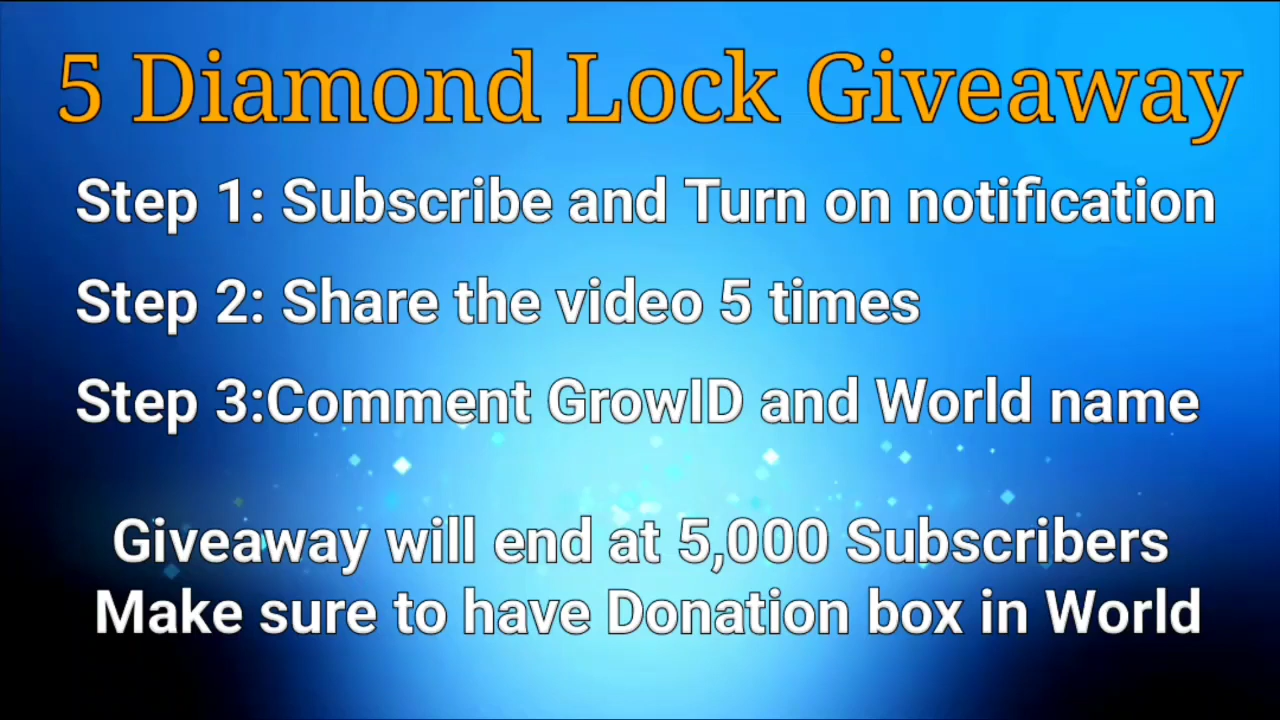 5 Diamond Lock Giveaway
Step 1: Subscribe and Turn on notification
Step 2: Share the video 5 times
Step 3:Comment GrowID and World name
Giveaway will end at 5,000 Subscribers
Make sure to have Donation box in World